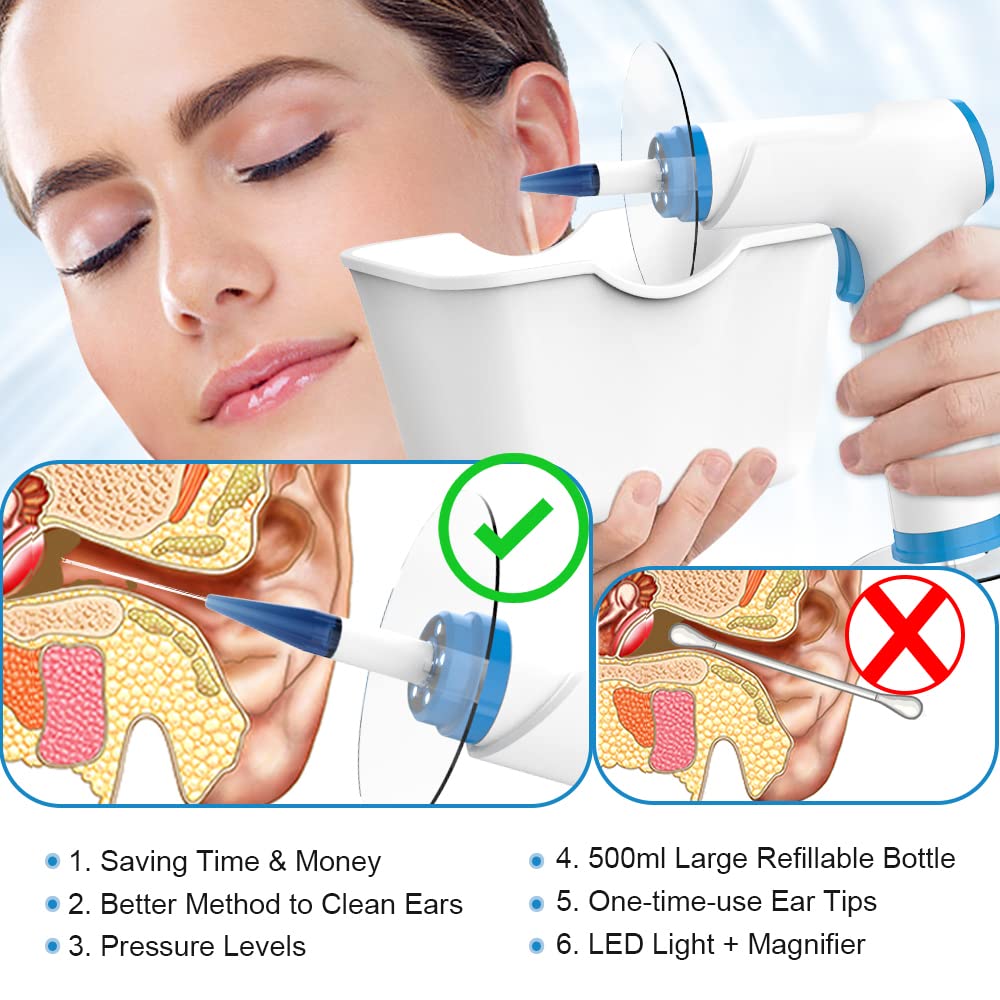 1. Saving Time & Money
2. Better Method to Clean Ears
3. Pressure Levels
4. 500ml Large Refillable Bottle
5. One-time-use Ear Tips
6. LED Light + Magnifier